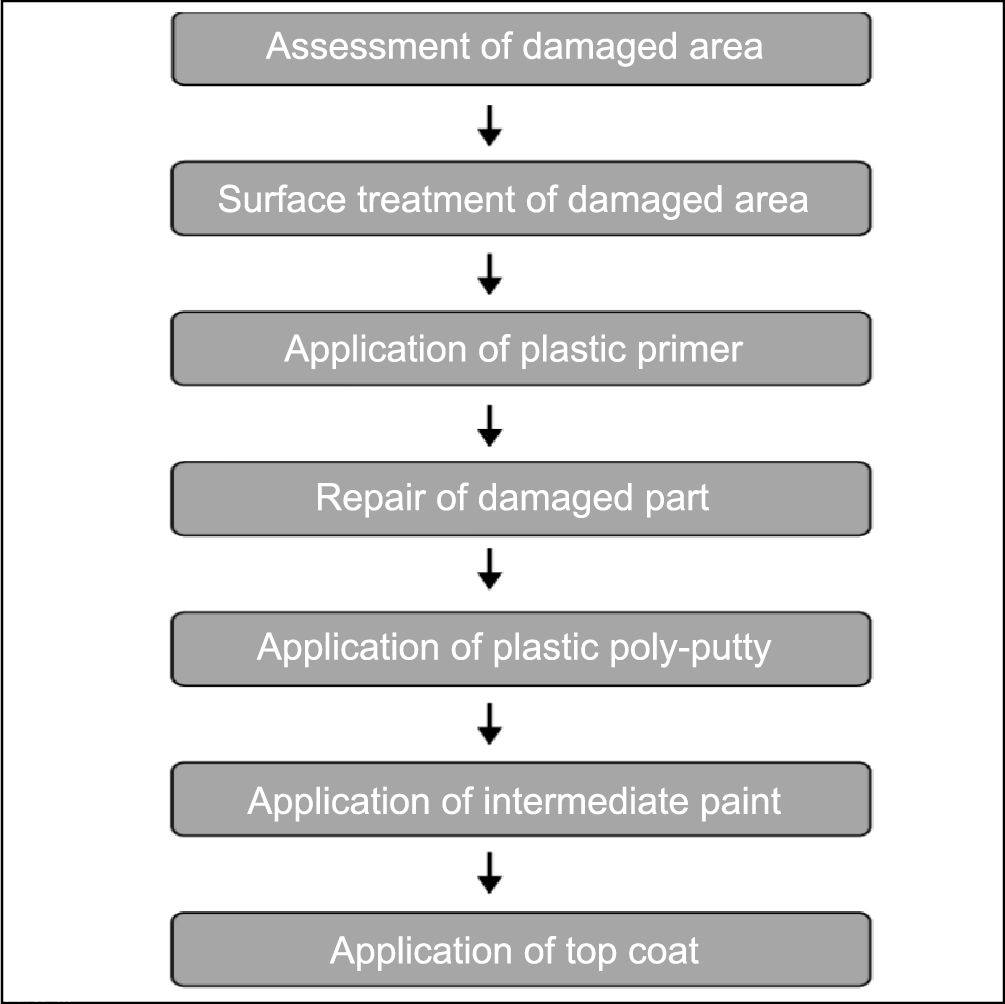 Assessment of damaged area
Surface treatment of damaged area
Application of plastic primer
Repair of damaged part
Application of plastic poly-putty
Application of intermediate paint
Application of top coat